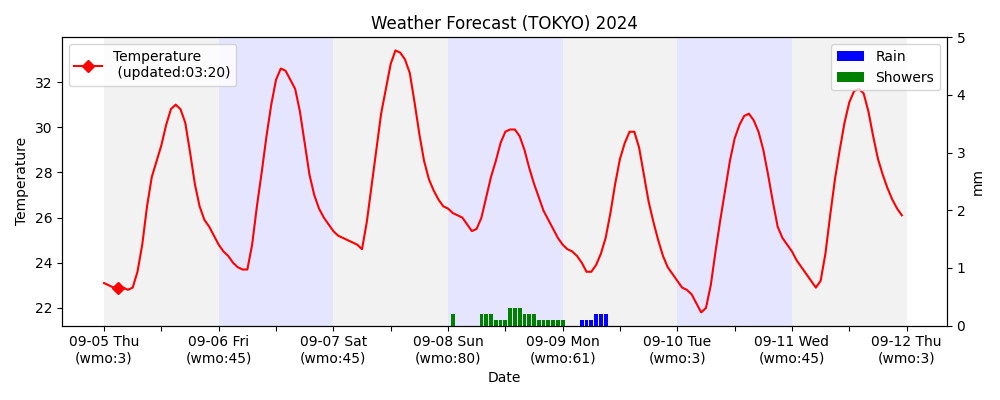 Weather Forecast (TOKYO) 2024
Temperature
(updated:03:20)
Rain
Showers
Temperature
32
30
28
26
24
22
5
4
3
2
1
0
mm
09-05 Thu
(wmo:3)
09-06 Fri
(wmo:45)
09-07 Sat
(wmo:45)
09-08 Sun
(wmo:80)
09-09 Mon
(wmo:61)
09-10 Tue
(wmo:3)
09-11 Wed
(wmo:45)
09-12 Thu
(wmo:3)
Date